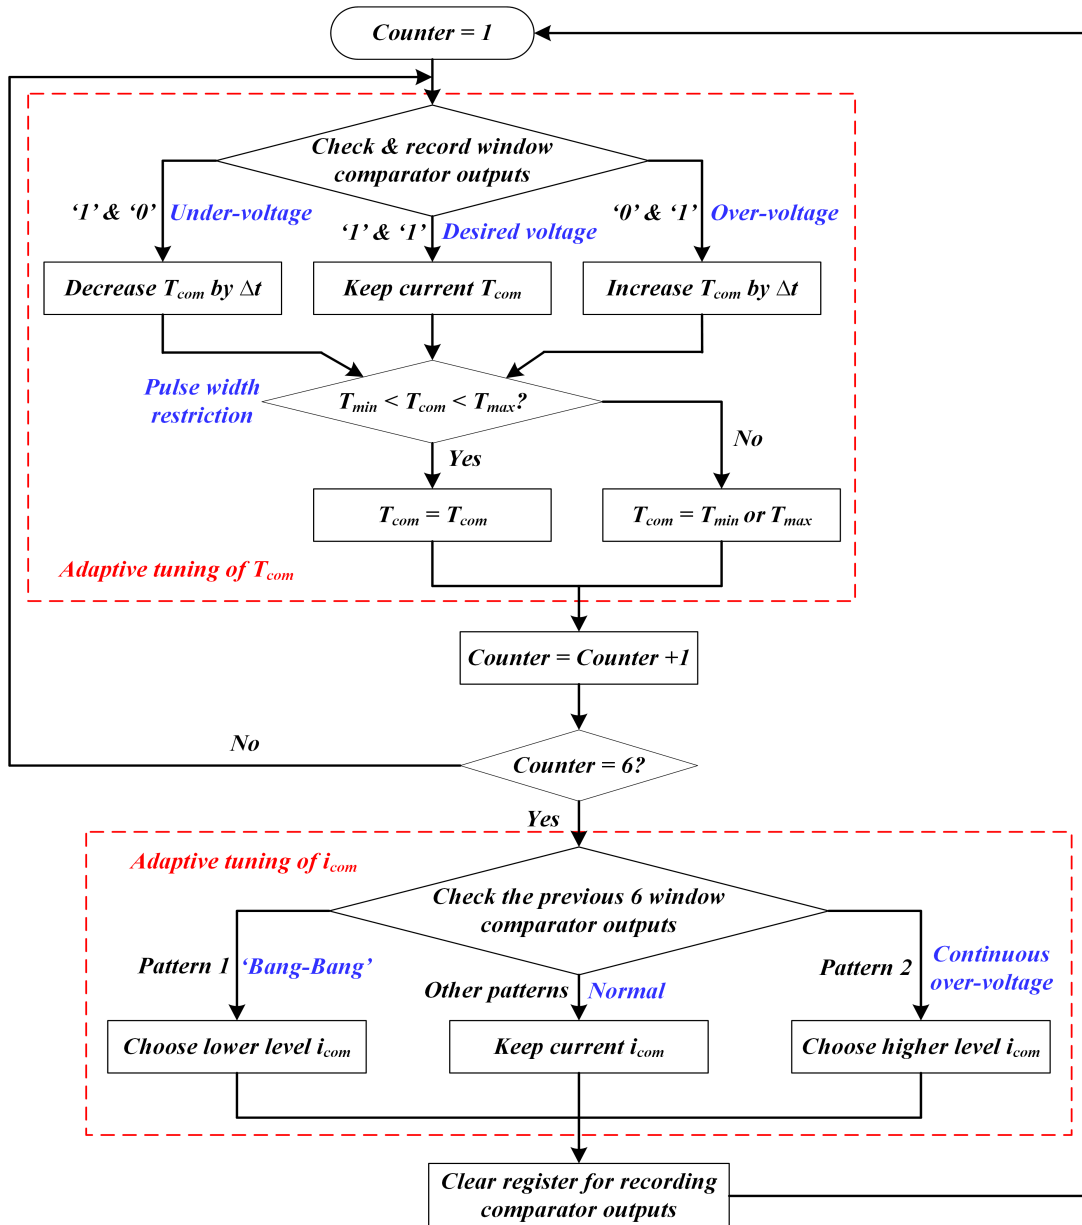 Counter = 1
Check & record window
comparator outputs
‘1’ & ‘0’ Under-voltage
‘1’ & ‘1’ Desired voltage
‘0’ & ‘1’ Over-voltage
Decrease Tcom by Δt
Keep current Tcom
Increase Tcom by Δt
Pulse width
restriction
Tmin < Tcom < Tmax?
Yes
No
Tcom = Tcom
Tcom = Tmin or Tmax
Adaptive tuning of Tcom
Counter = Counter +1
No
Counter = 6?
Yes
Adaptive tuning of icom
Check the previous 6 window
comparator outputs
Pattern 1 ‘Bang-Bang’
Other patterns Normal
Pattern 2 Continuous
over-voltage
Choose lower level icom
Keep current icom
Choose higher level icom
Clear register for recording
comparator outputs